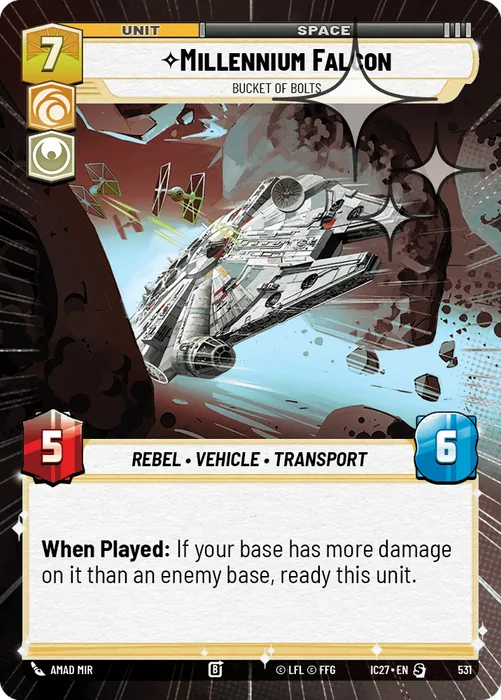 UNIT
SPACE
7
✧MILLENNIUM FALCON
BUCKET OF BOLTS
5
6
REBEL • VEHICLE • TRANSPORT
When Played: If your base has more damage
on it than an enemy base, ready this unit.
AMAD MIR
B
© LFL © FFG
IC27 • EN
S
531